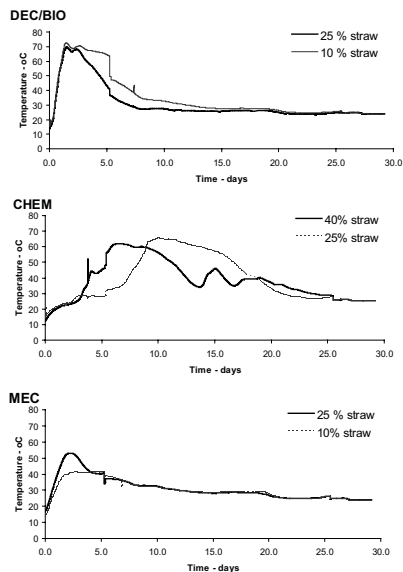 DEC/BIO
80
70
60
50
40
30
20
10
0
Temperature - oC
25 % straw
10 % straw
0.0 5.0 10.0 15.0 20.0 25.0 30.0
Time - days
CHEM
80
70
60
50
40
30
20
10
0
Temperature - oC
40% straw
25% straw
0.0 5.0 10.0 15.0 20.0 25.0 30.0
Time - days
MEC
80
70
60
50
40
30
20
10
0
Temperature - oC
25 % straw
10% straw
0.0 5.0 10.0 15.0 20.0 25.0 30.0
Time - days